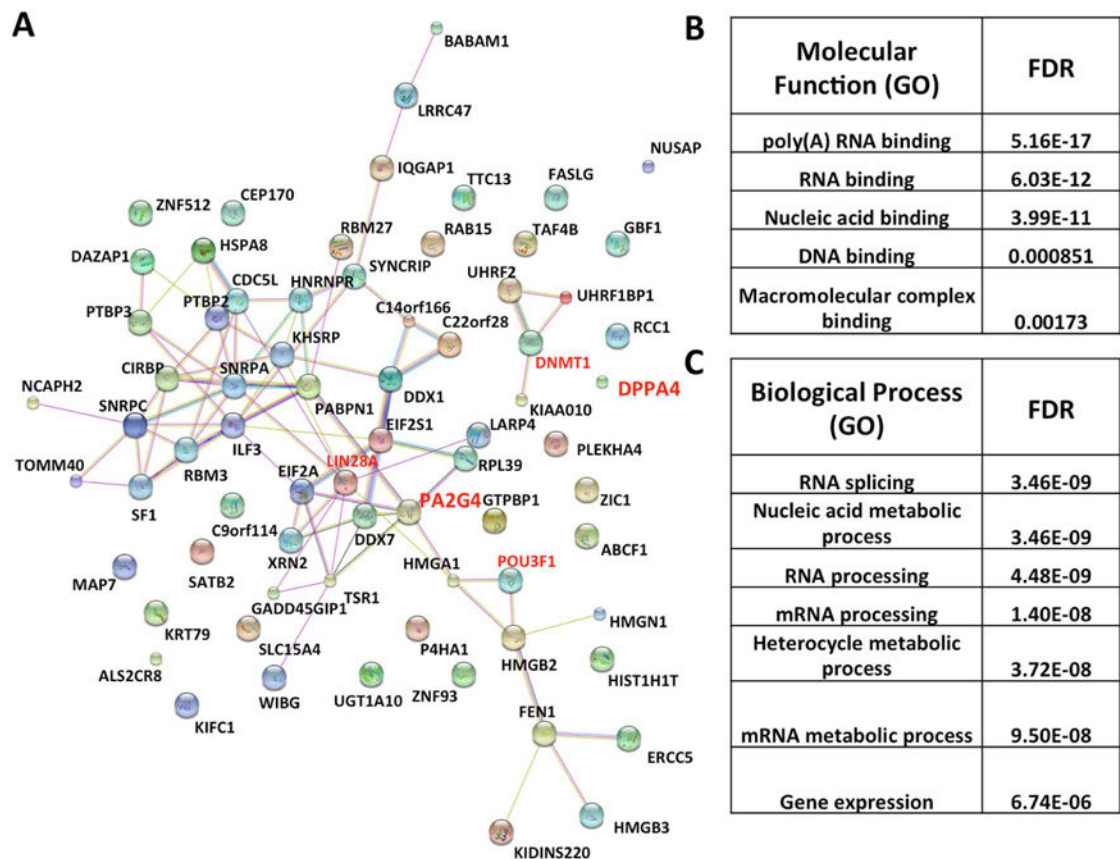 A
BABAM1
LRRC47
NUSAP
IQGAP1
TTC13
FASLG
CEP170
ZNF512
RBM27
RAB15
TAF4B
GBF1
HSPA8
DAZAP1
SYNCRIP
UHRF2
CDC5L
HNRNPR
UHRF1BP1
C14orf166
PTBP2
PTBP3
C22orf28
RCC1
KHSRP
DNMT1
CIRBP
SNRPA
DPPA4
NCAPH2
DDX1
KIAA010
SNRPC
PABPN1
EIF2S1
LARP4
PLEKHA4
ILF3
LIN28A
RPL39
TOMM40
RBM3
EIF2A
PA2G4
GTPBP1
ZIC1
SF1
C9orf114
DDX7
ABCF1
XRN2
HMGA1
POU3F1
MAP7
SATB2
TSR1
GADD45GIP1
HMGN1
KRT79
SLC15A4
P4HA1
HMGB2
ALS2CR8
HIST1H1T
WIBG
UGT1A10
ZNF93
KIFC1
FEN1
ERCC5
HMGB3
KIDINS220
B
Molecular
Function (GO)
FDR
poly(A) RNA binding
5.16E-17
RNA binding
6.03E-12
Nucleic acid binding
3.99E-11
DNA binding
0.000851
Macromolecular complex
binding
0.00173
C
Biological Process
(GO)
FDR
RNA splicing
3.46E-09
Nucleic acid metabolic
process
3.46E-09
RNA processing
4.48E-09
mRNA processing
1.40E-08
Heterocycle metabolic
process
3.72E-08
mRNA metabolic process
9.50E-08
Gene expression
6.74E-06